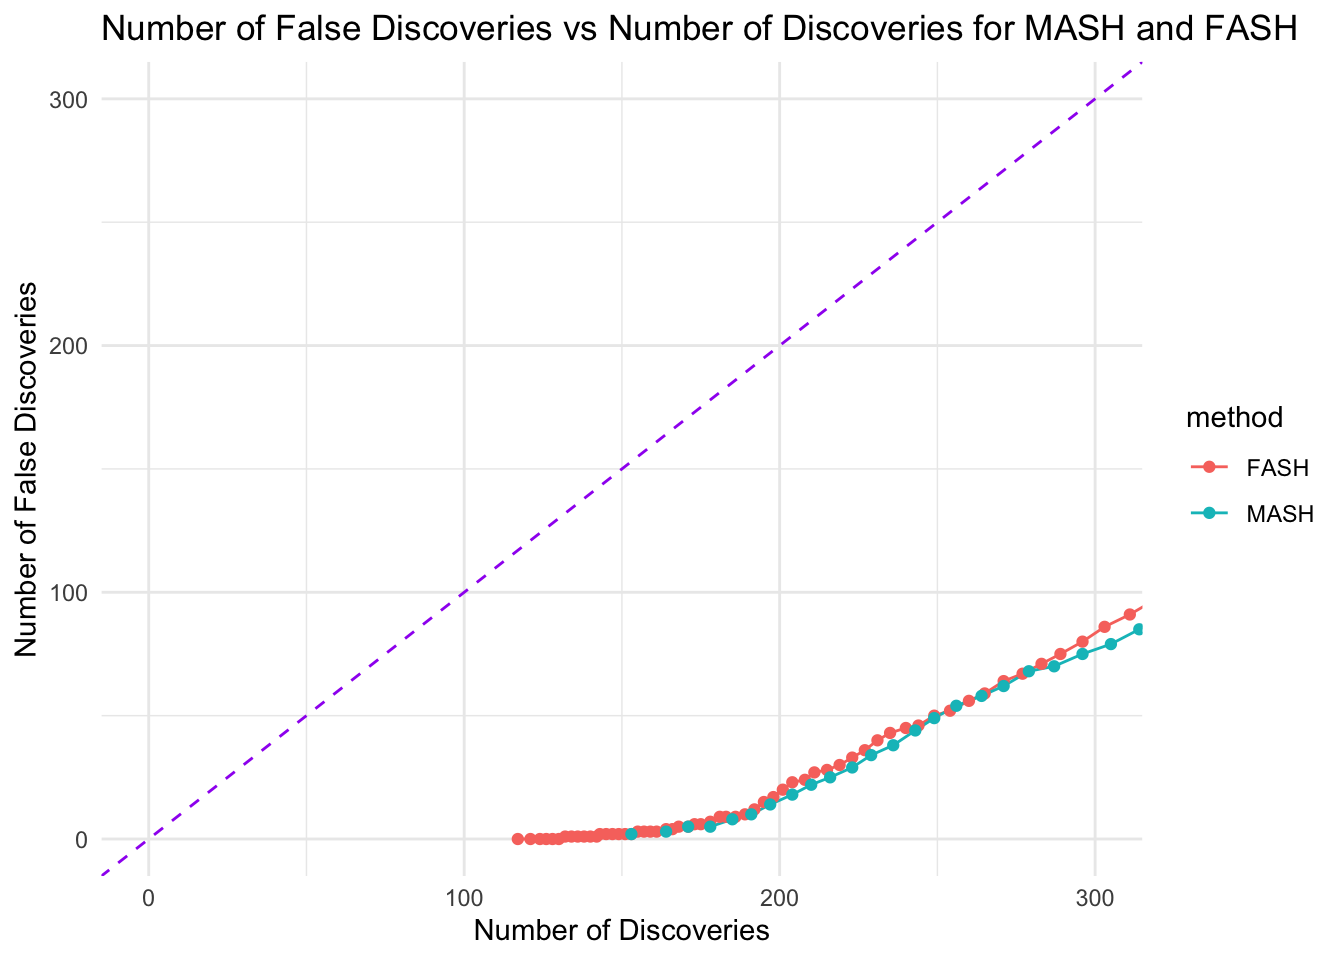 Number of False Discoveries vs Number of Discoveries for MASH and FASH
Number of False Discoveries
300
200
100
0
0
100
200
300
Number of Discoveries
method
FASH
MASH